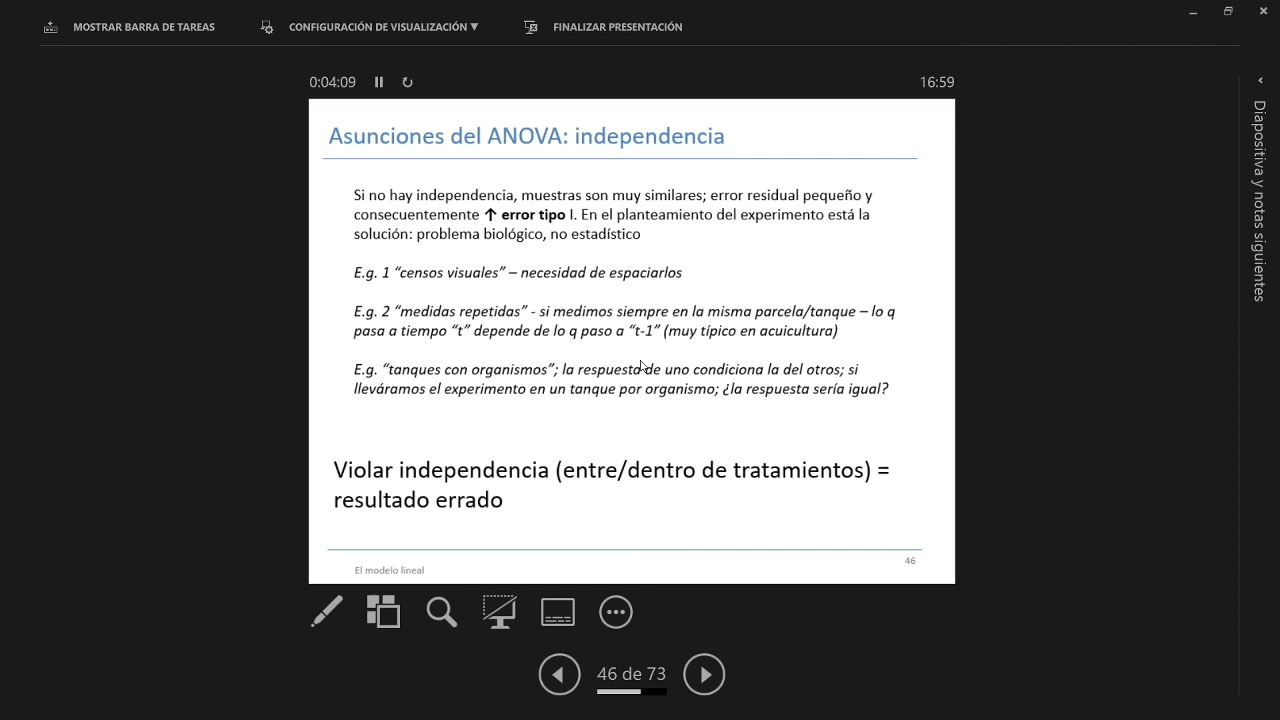 MOSTRAR BARRA DE TAREAS
CONFIGURACIÓN DE VISUALIZACIÓN ▼
FINALIZAR PRESENTACIÓN
0:04:09
16:59
Asunciones del ANOVA: independencia
Si no hay independencia, muestras son muy similares; error residual pequeño y
consecuentemente ↑ error tipo I. En el planteamiento del experimento está la
solución: problema biológico, no estadístico
E.g. 1 “censos visuales” – necesidad de espaciarlos
E.g. 2 “medidas repetidas” - si medimos siempre en la misma parcela/tanque – lo q
pasa a tiempo “t” depende de lo q paso a “t-1” (muy típico en acuicultura)
E.g. “tanques con organismos”; la respuesta de uno condiciona la del otros; si
lleváramos el experimento en un tanque por organismo; ¿la respuesta sería igual?
Violar independencia (entre/dentro de tratamientos) =
resultado errado
El modelo lineal
46
46 de 73
Diapositiva y notas siguientes